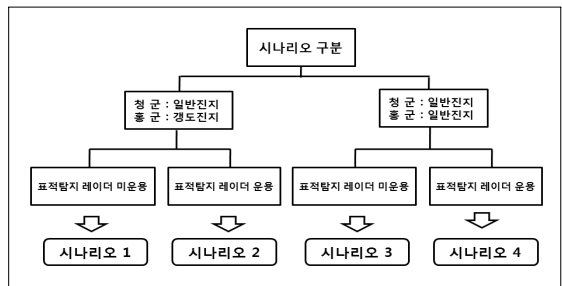 시나리오 구분
청 군 : 일반진지
홍 군 : 갱도진지
청 군 : 일반진지
홍 군 : 일반진지
표적탐지 레이더 미운용
표적탐지 레이더 운용
표적탐지 레이더 미운용
표적탐지 레이더 운용
시나리오 1
시나리오 2
시나리오 3
시나리오 4